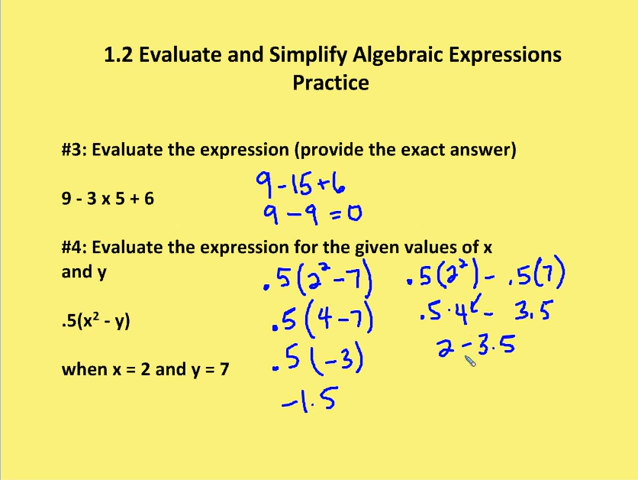 1.2 Evaluate and Simplify Algebraic Expressions
Practice
#3: Evaluate the expression (provide the exact answer)
9 - 3 x 5 + 6
9 - 15 + 6
9 - 9 = 0
#4: Evaluate the expression for the given values of x
and y
.5(x² - y)
when x = 2 and y = 7
.5(2² - 7)
.5(4 - 7)
.5(-3)
-1.5
.5(2²) - .5(7)
.5 · 4 - 3.5
2 - 3.5